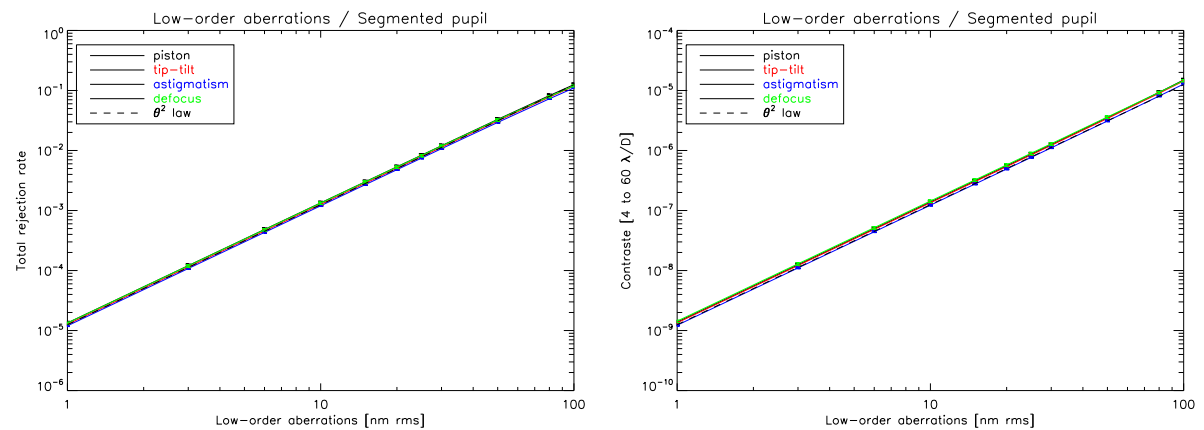 Low-order aberrations / Segmented pupil
piston
tip-tilt
astigmatism
defocus
θ² law
Total rejection rate
10⁰
10⁻¹
10⁻²
10⁻³
10⁻⁴
10⁻⁵
10⁻⁶
1 10 100
Low-order aberrations [nm rms]
Low-order aberrations / Segmented pupil
piston
tip-tilt
astigmatism
defocus
θ² law
Contraste [4 to 60 λ/D]
10⁻⁴
10⁻⁵
10⁻⁶
10⁻⁷
10⁻⁸
10⁻⁹
10⁻¹⁰
1 10 100
Low-order aberrations [nm rms]